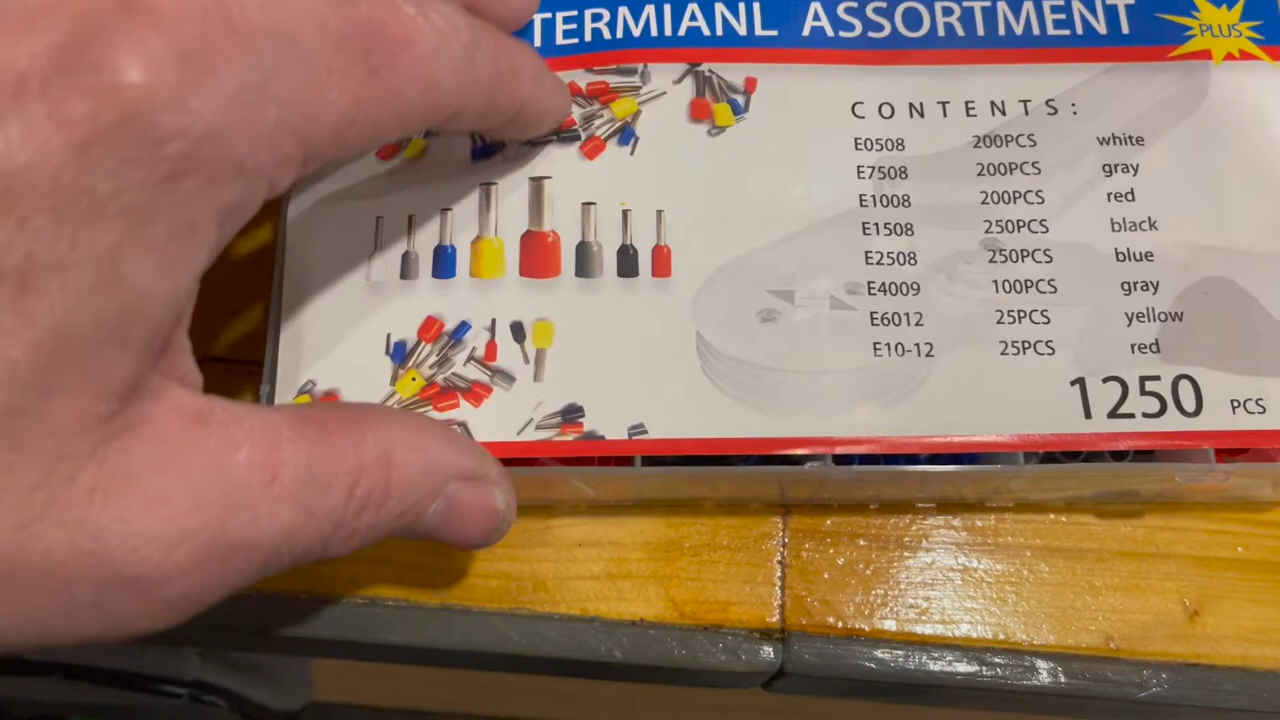 TERMIANL ASSORTMENT
PLUS
CONTENTS:
E0508 200PCS white
E7508 200PCS gray
E1008 200PCS red
E1508 250PCS black
E2508 250PCS blue
E4009 100PCS gray
E6012 25PCS yellow
E10-12 25PCS red
1250 PCS